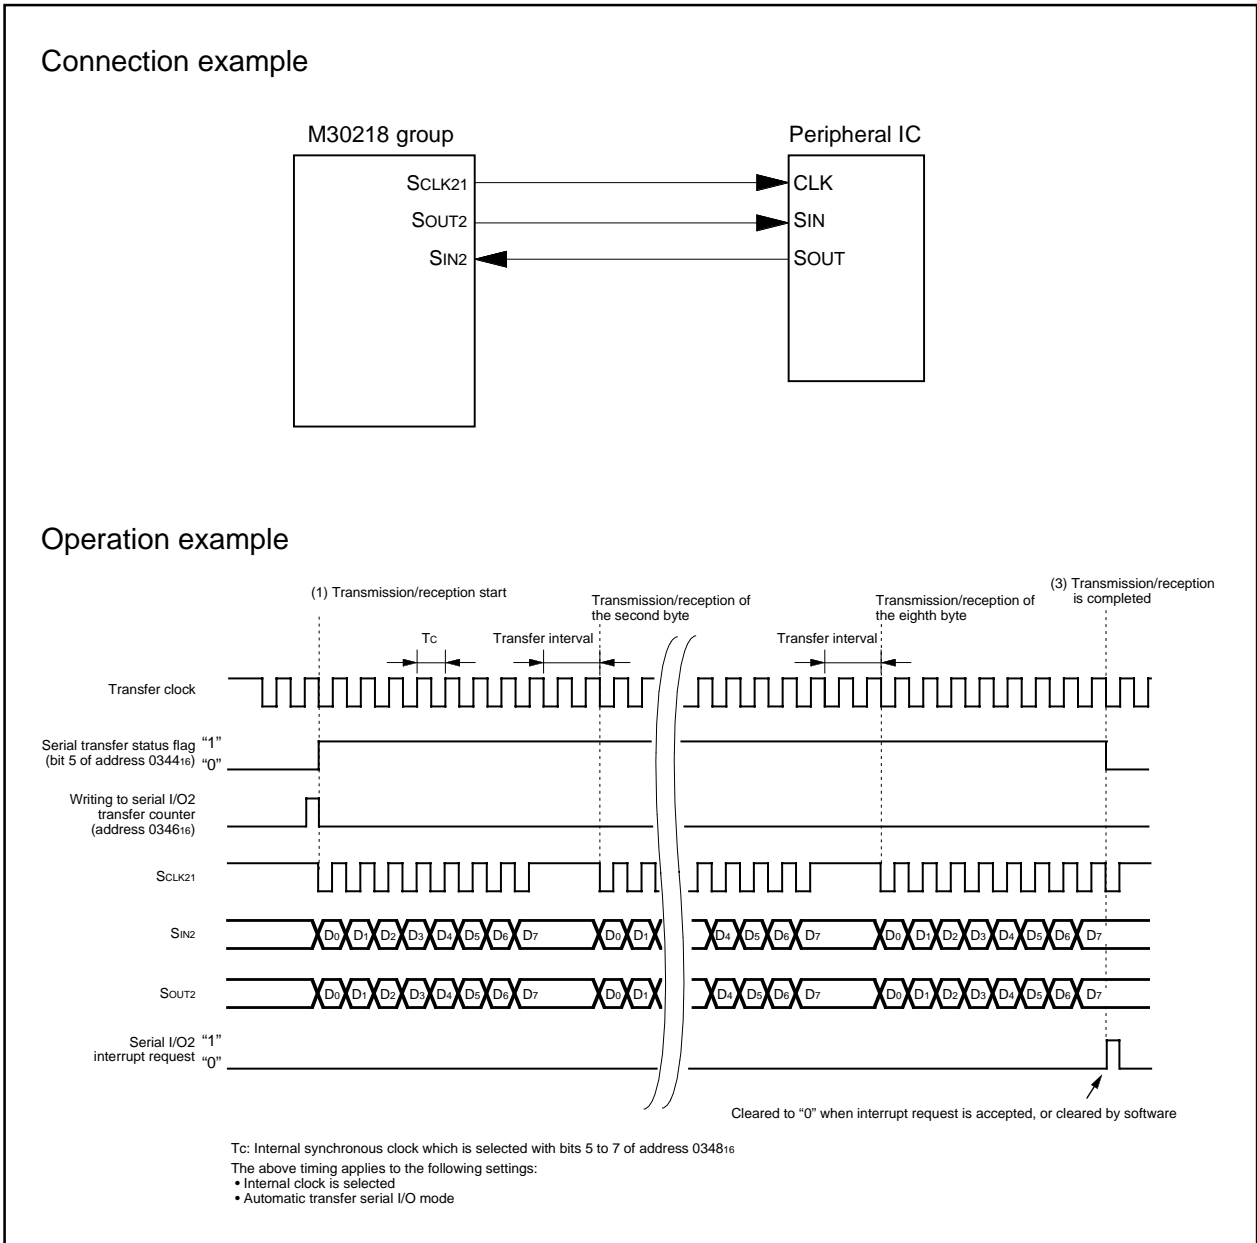 Connection example
M30218 group
Peripheral IC
SCLK21
CLK
SOUT2
SIN
SIN2
SOUT
Operation example
(1) Transmission/reception start
Transmission/reception of
the second byte
Transmission/reception of
the eighth byte
(3) Transmission/reception
is completed
Tc
Transfer interval
Transfer interval
Transfer clock
Serial transfer status flag
(bit 5 of address 034416)
“1”
“0”
Writing to serial I/O2
transfer counter
(address 034616)
SCLK21
SIN2
D0 D1 D2 D3 D4 D5 D6 D7 D0 D1 D4 D5 D6 D7 D0 D1 D2 D3 D4 D5 D6 D7
SOUT2
D0 D1 D2 D3 D4 D5 D6 D7 D0 D1 D4 D5 D6 D7 D0 D1 D2 D3 D4 D5 D6 D7
Serial I/O2
interrupt request
“1”
“0”
Cleared to “0” when interrupt request is accepted, or cleared by software
Tc: Internal synchronous clock which is selected with bits 5 to 7 of address 034816
The above timing applies to the following settings:
• Internal clock is selected
• Automatic transfer serial I/O mode